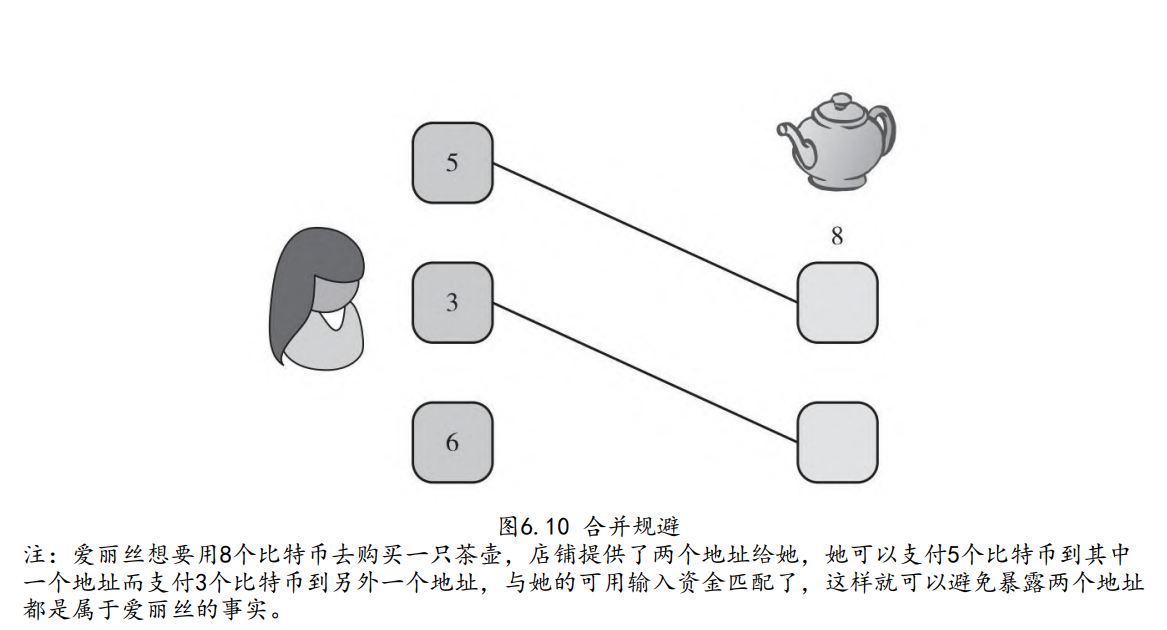 5
8
3
6
图6.10 合并规避
注：爱丽丝想要用8个比特币去购买一只茶壶，店铺提供了两个地址给她，她可以支付5个比特币到其中
一个地址而支付3个比特币到另外一个地址，与她的可用输入资金匹配了，这样就可以避免暴露两个地址
都是属于爱丽丝的事实。